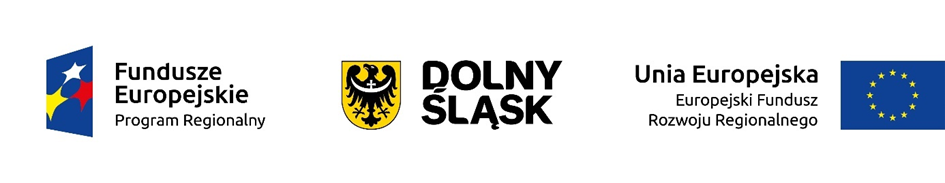 Fundusze
Europejskie
Program Regionalny
DOLNY
ŚLĄSK
Unia Europejska
Europejski Fundusz
Rozwoju Regionalnego